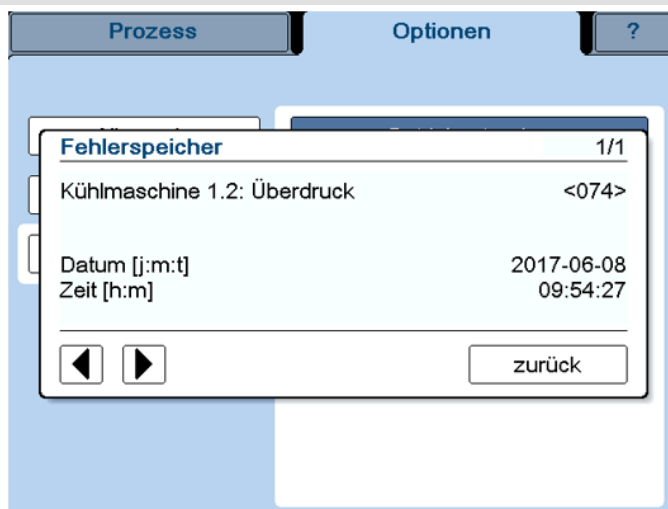 Prozess
Optionen
?
Fehlerspeicher 1/1
Kühlmaschine 1.2: Überdruck <074>
Datum [j:m:t] 2017-06-08
Zeit [h:m] 09:54:27
zurück